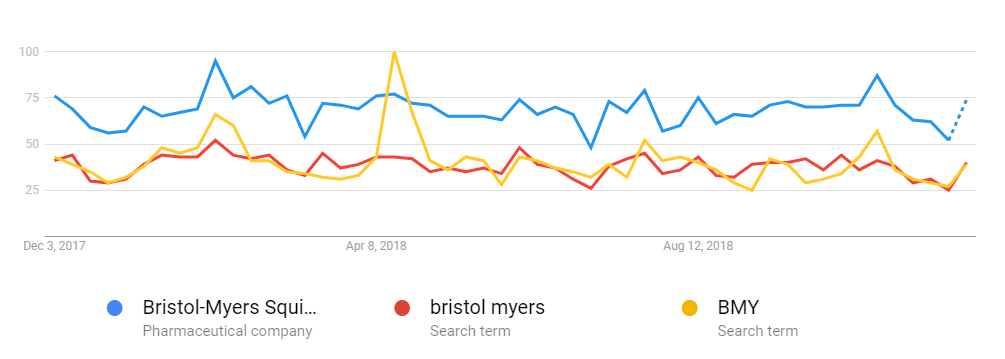 100
75
50
25
Dec 3, 2017 Apr 8, 2018 Aug 12, 2018
Bristol-Myers Squi... bristol myers BMY
Pharmaceutical company Search term Search term